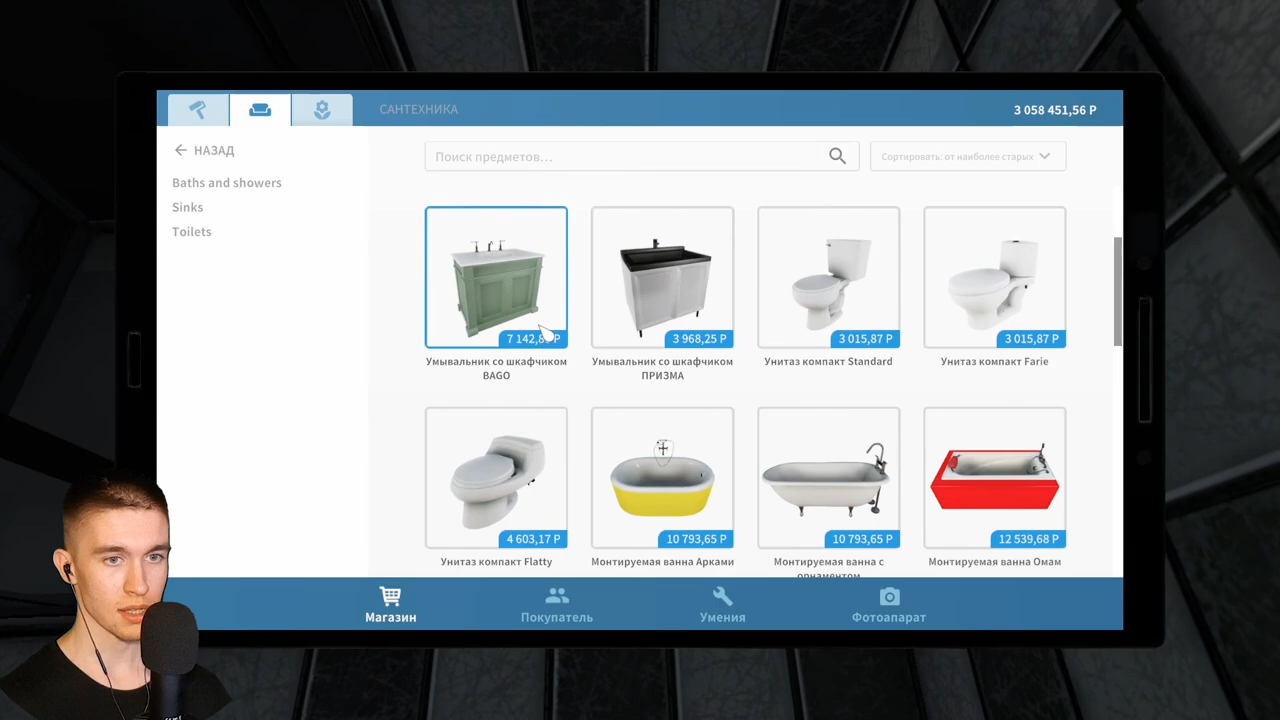 САНТЕХНИКА
3 058 451,56 Р
НАЗАД
Поиск предметов...
Сортировать: от наиболее старых
Baths and showers
Sinks
Toilets
3 968,25 Р
3 015,87 Р
3 015,87 Р
Умывальник со шкафчиком
BAGO
Умывальник со шкафчиком
ПРИЗМА
Унитаз компакт Standard
Унитаз компакт Farie
4 603,17 Р
10 793,65 Р
10 793,65 Р
12 539,68 Р
Унитаз компакт Flatty
Монтируемая ванна Арками
Монтируемая ванна с
орнаментом
Монтируемая ванна Омам
Магазин
Покупатель
Умения
Фотоаппарат